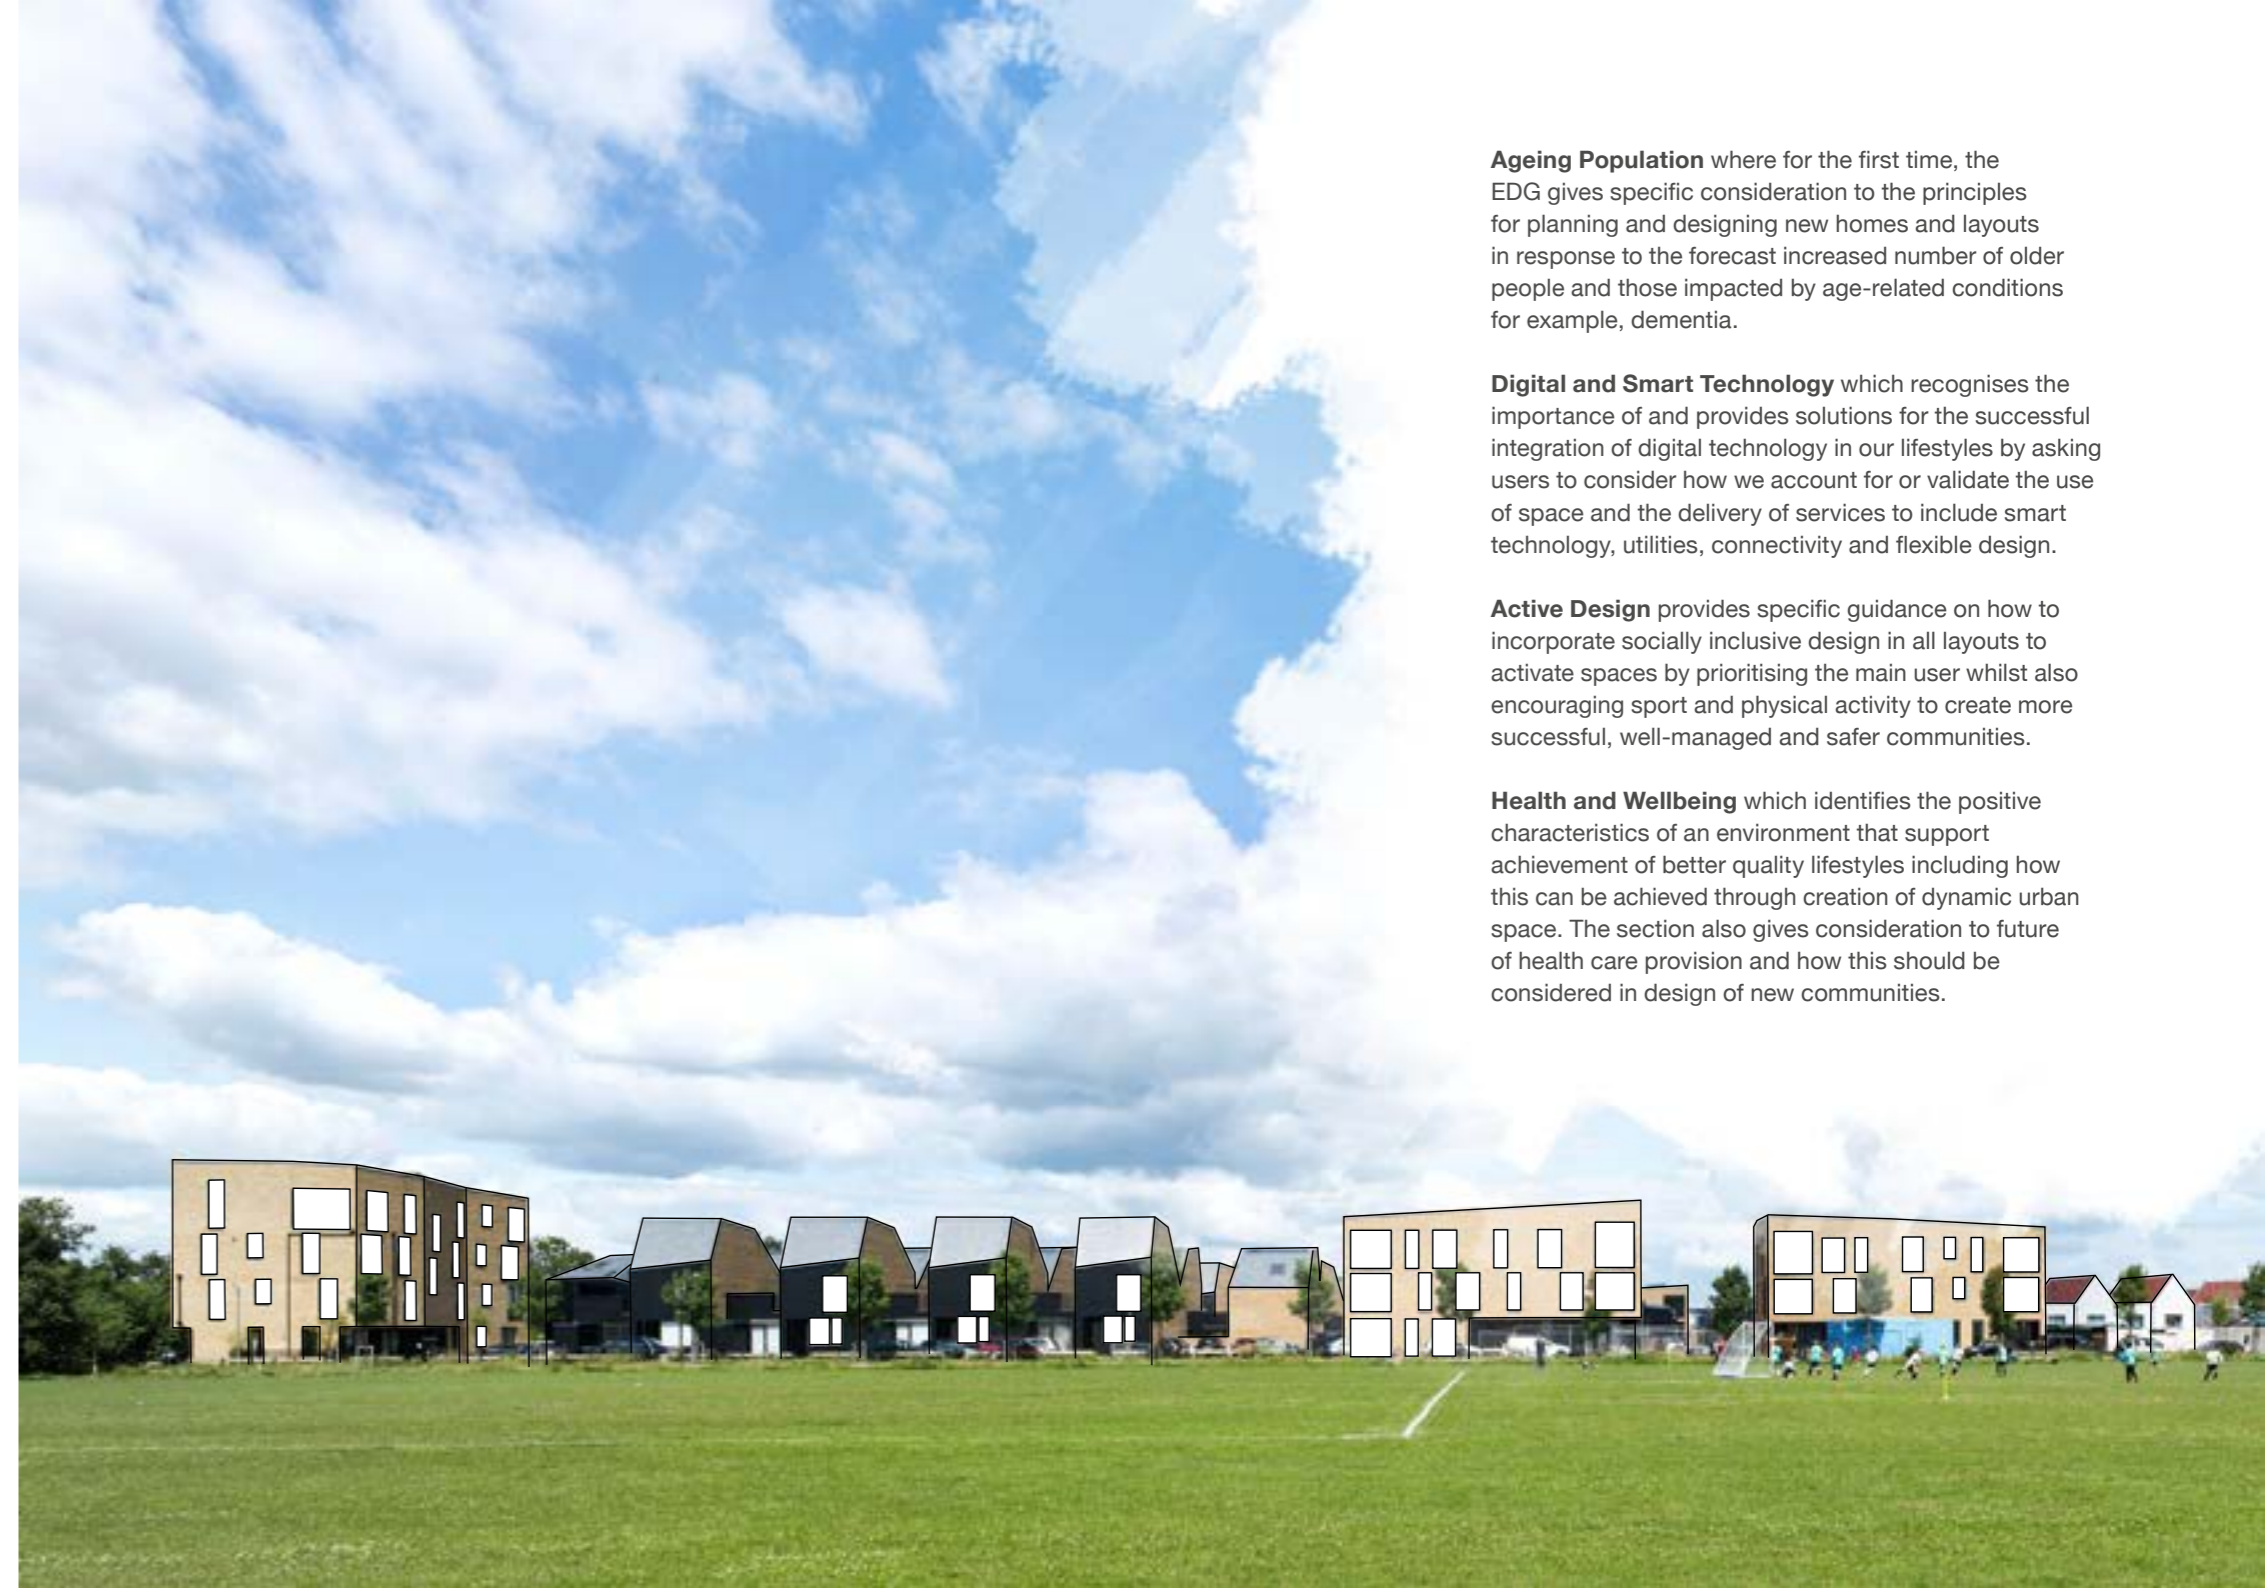 Ageing Population where for the first time, the
EDG gives specific consideration to the principles
for planning and designing new homes and layouts
in response to the forecast increased number of older
people and those impacted by age-related conditions
for example, dementia.
Digital and Smart Technology which recognises the
importance of and provides solutions for the successful
integration of digital technology in our lifestyles by asking
users to consider how we account for or validate the use
of space and the delivery of services to include smart
technology, utilities, connectivity and flexible design.
Active Design provides specific guidance on how to
incorporate socially inclusive design in all layouts to
activate spaces by prioritising the main user whilst also
encouraging sport and physical activity to create more
successful, well-managed and safer communities.
Health and Wellbeing which identifies the positive
characteristics of an environment that support
achievement of better quality lifestyles including how
this can be achieved through creation of dynamic urban
space. The section also gives consideration to future
of health care provision and how this should be
considered in design of new communities.